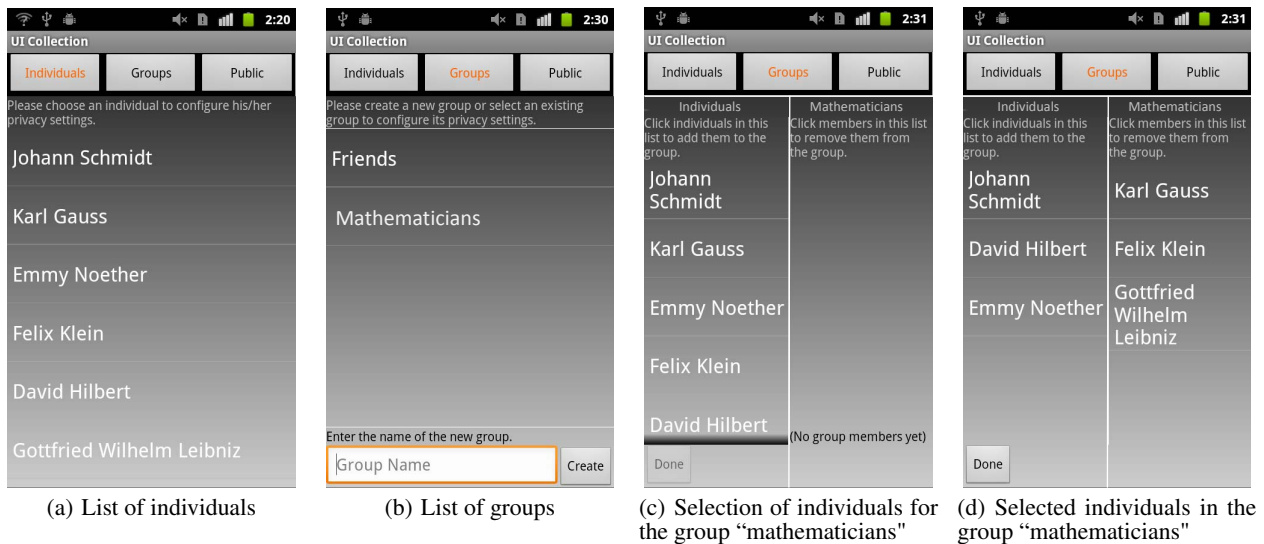 2:20
UI Collection
Individuals
Groups
Public
Please choose an individual to configure his/her
privacy settings.
Johann Schmidt
Karl Gauss
Emmy Noether
Felix Klein
David Hilbert
Gottfried Wilhelm Leibniz
(a) List of individuals
2:30
UI Collection
Individuals
Groups
Public
Please create a new group or select an existing
group to configure its privacy settings.
Friends
Mathematicians
Enter the name of the new group.
Group Name
Create
(b) List of groups
2:31
UI Collection
Individuals
Groups
Public
Individuals
Click individuals in this
list to add them to the
group.
Johann
Schmidt
Karl Gauss
Emmy Noether
Felix Klein
David Hilbert
Done
Mathematicians
Click members in this list
to remove them from
the group.
(No group members yet)
(c) Selection of individuals for
the group “mathematicians"
2:31
UI Collection
Individuals
Groups
Public
Individuals
Click individuals in this
list to add them to the
group.
Johann
Schmidt
David Hilbert
Emmy Noether
Done
Mathematicians
Click members in this list
to remove them from
the group.
Karl Gauss
Felix Klein
Gottfried
Wilhelm
Leibniz
(d) Selected individuals in the
group “mathematicians"